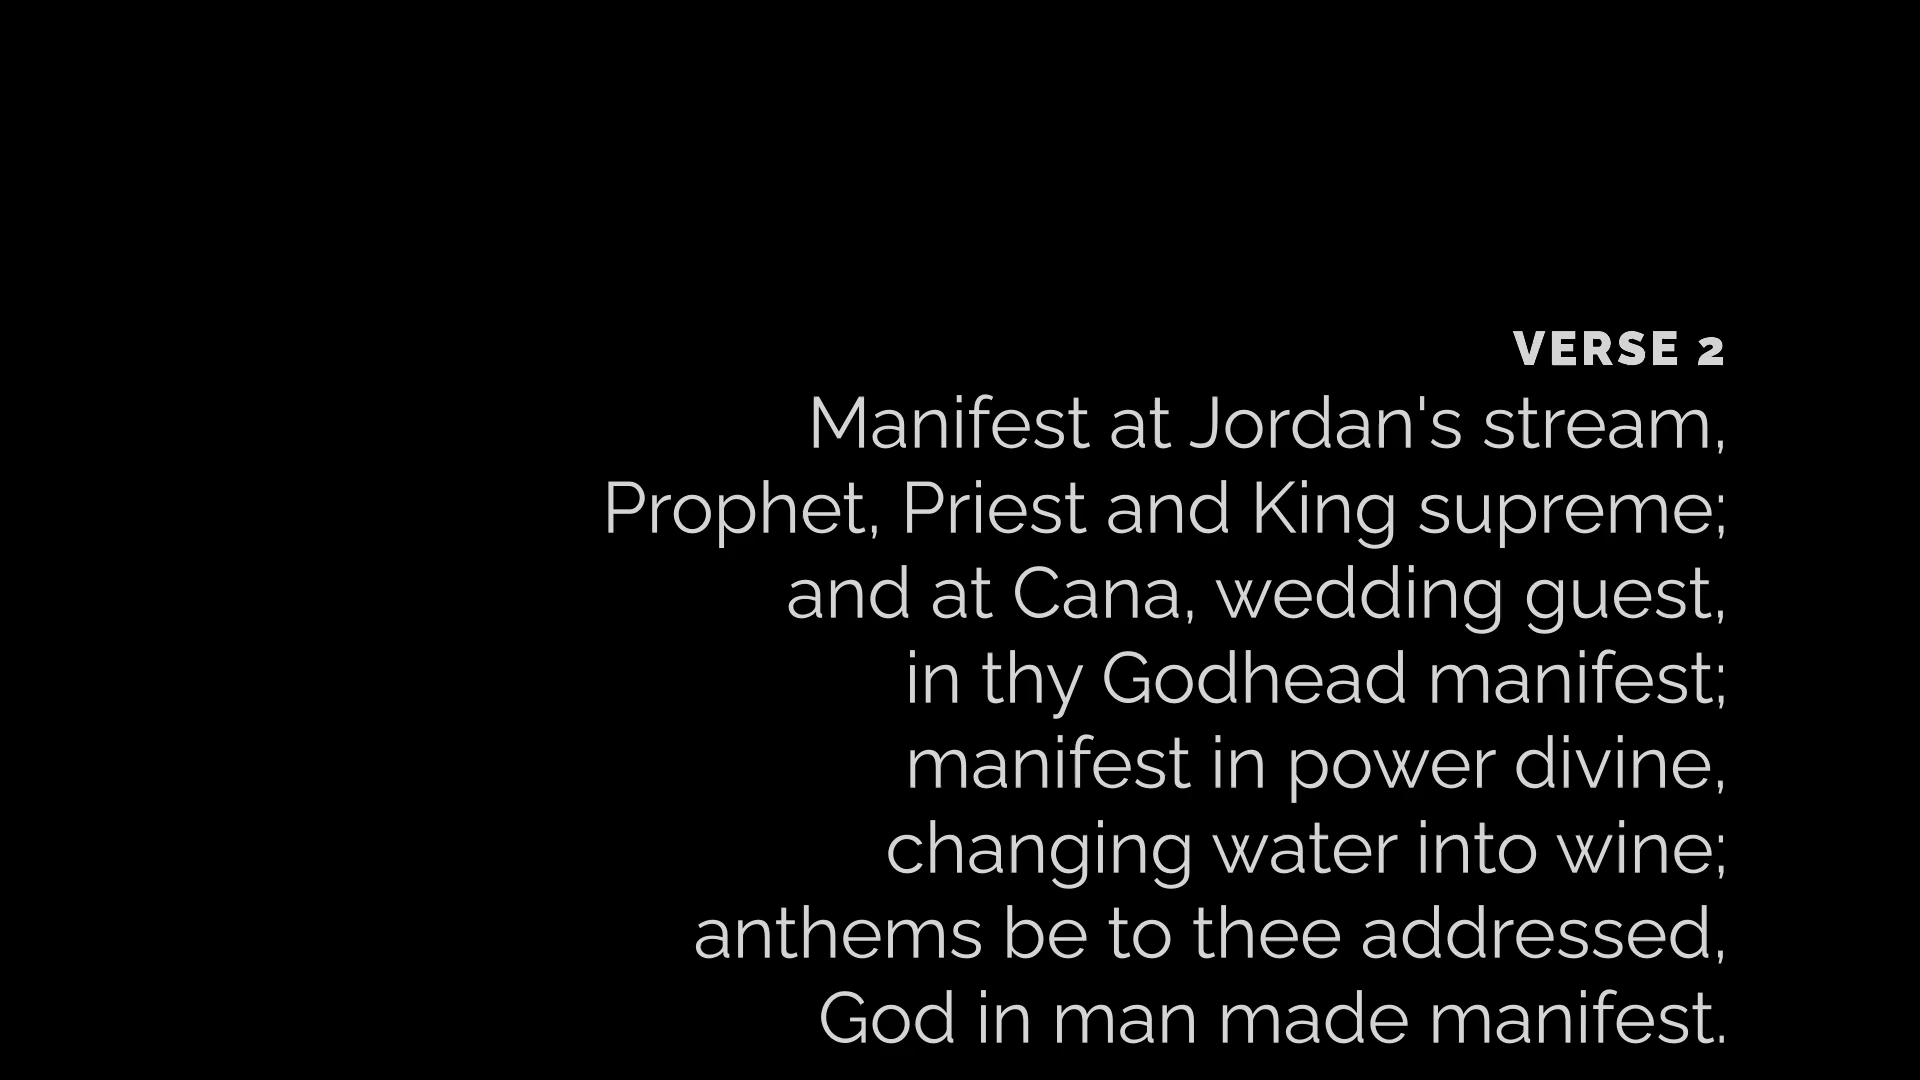 VERSE 2
Manifest at Jordan's stream,
Prophet, Priest and King supreme;
and at Cana, wedding guest,
in thy Godhead manifest;
manifest in power divine,
changing water into wine;
anthems be to thee addressed,
God in man made manifest.